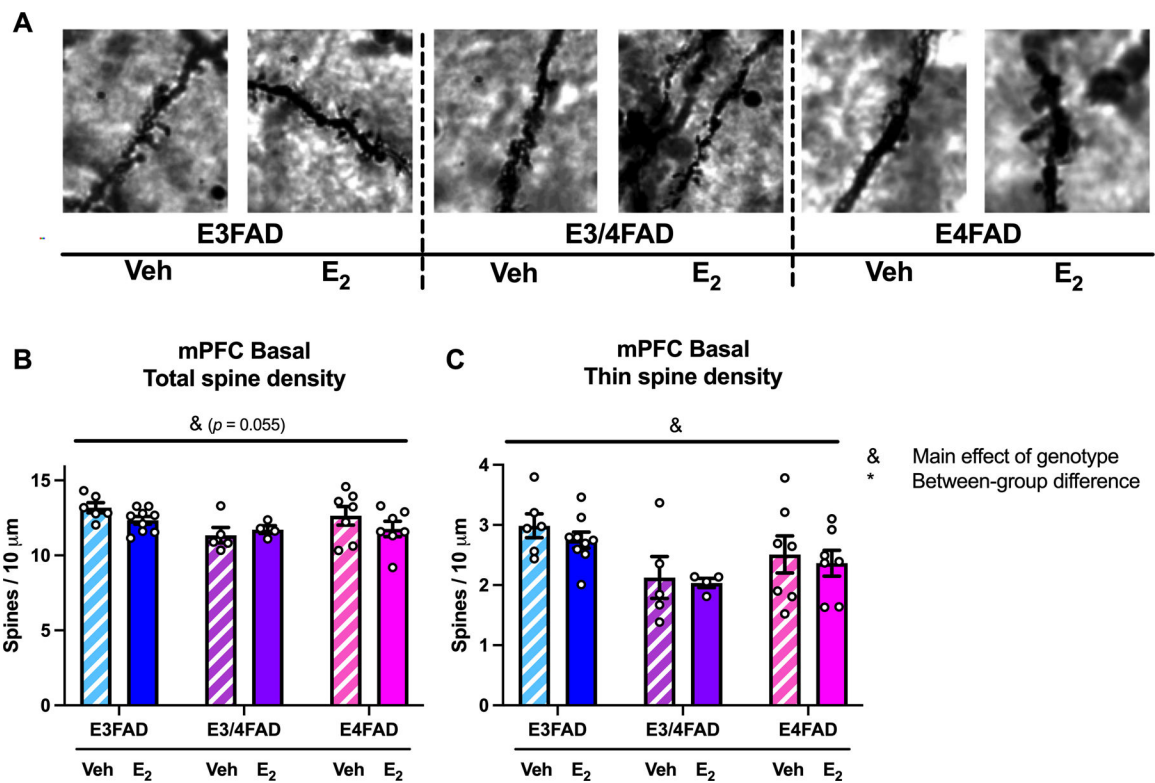 A
E3FAD E3/4FAD E4FAD
Veh E₂ Veh E₂ Veh E₂
B
mPFC Basal
Total spine density
& (p = 0.055)
Spines / 10 μm
15
10
5
0
E3FAD E3/4FAD E4FAD
Veh E₂ Veh E₂ Veh E₂
C
mPFC Basal
Thin spine density
&
Spines / 10 μm
4
3
2
1
0
E3FAD E3/4FAD E4FAD
Veh E₂ Veh E₂ Veh E₂
& Main effect of genotype
* Between-group difference